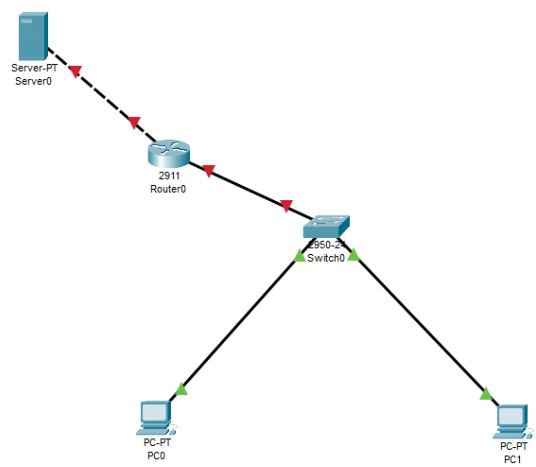 Server-PT
Server0
2911
Router0
2950-24
Switch0
PC-PT
PC0
PC-PT
PC1